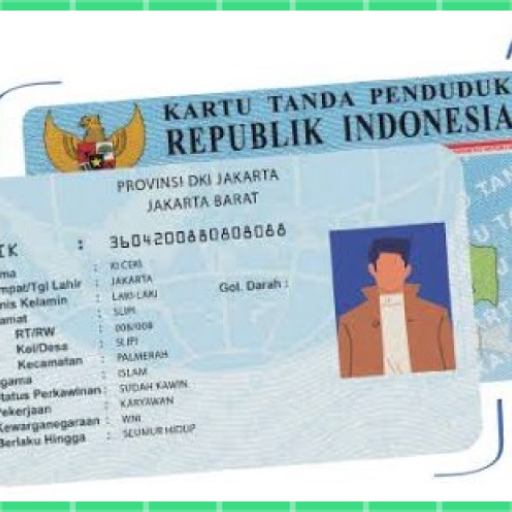 KARTU TANDA PENDUDUK
REPUBLIK INDONESIA
PROVINSI DKI JAKARTA
JAKARTA BARAT
IK : 3604200880808088
ma : KI CEKI
mpat/Tgl Lahir : JAKARTA
nis Kelamin : LAKI-LAKI Gol. Darah :
amat : SLIPI
RT/RW : 008/008
Kel/Desa : SLIPI
Kecamatan : PALMERAH
gama : ISLAM
Status Perkawinan : SUDAH KAWIN
Pekerjaan : KARYAWAN
Kewarganegaraan : WNI
Berlaku Hingga : SEUMUR HIDUP